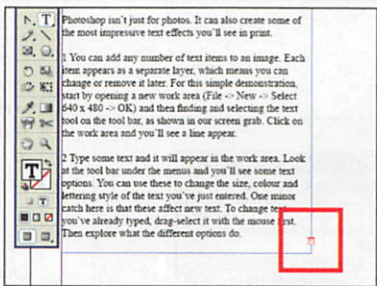 Photoshop isn't just for photos. It can also create some of
the most impressive text effects you'll see in print.
1 You can add any number of text items to an image. Each
item appears as a separate layer, which means you can
change or remove it later. For this simple demonstration,
start by opening a new work area (File -> New -> Select
640 x 480 -> OK) and then finding and selecting the text
tool on the tool bar, as shown in our screen grab. Click on
the work area and you'll see a line appear.
2 Type some text and it will appear in the work area. Look
at the tool bar under the menus and you'll see some text
options. You can use these to change the size, colour and
lettering style of the text you've just entered. One minor
catch here is that these affect new text. To change text
you've already typed, drag-select it with the mouse first.
Then explore what the different options do.